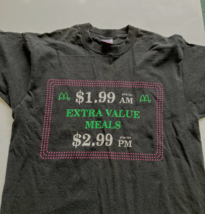 $1.99 AM
EXTRA VALUE
MEALS
$2.99 PM